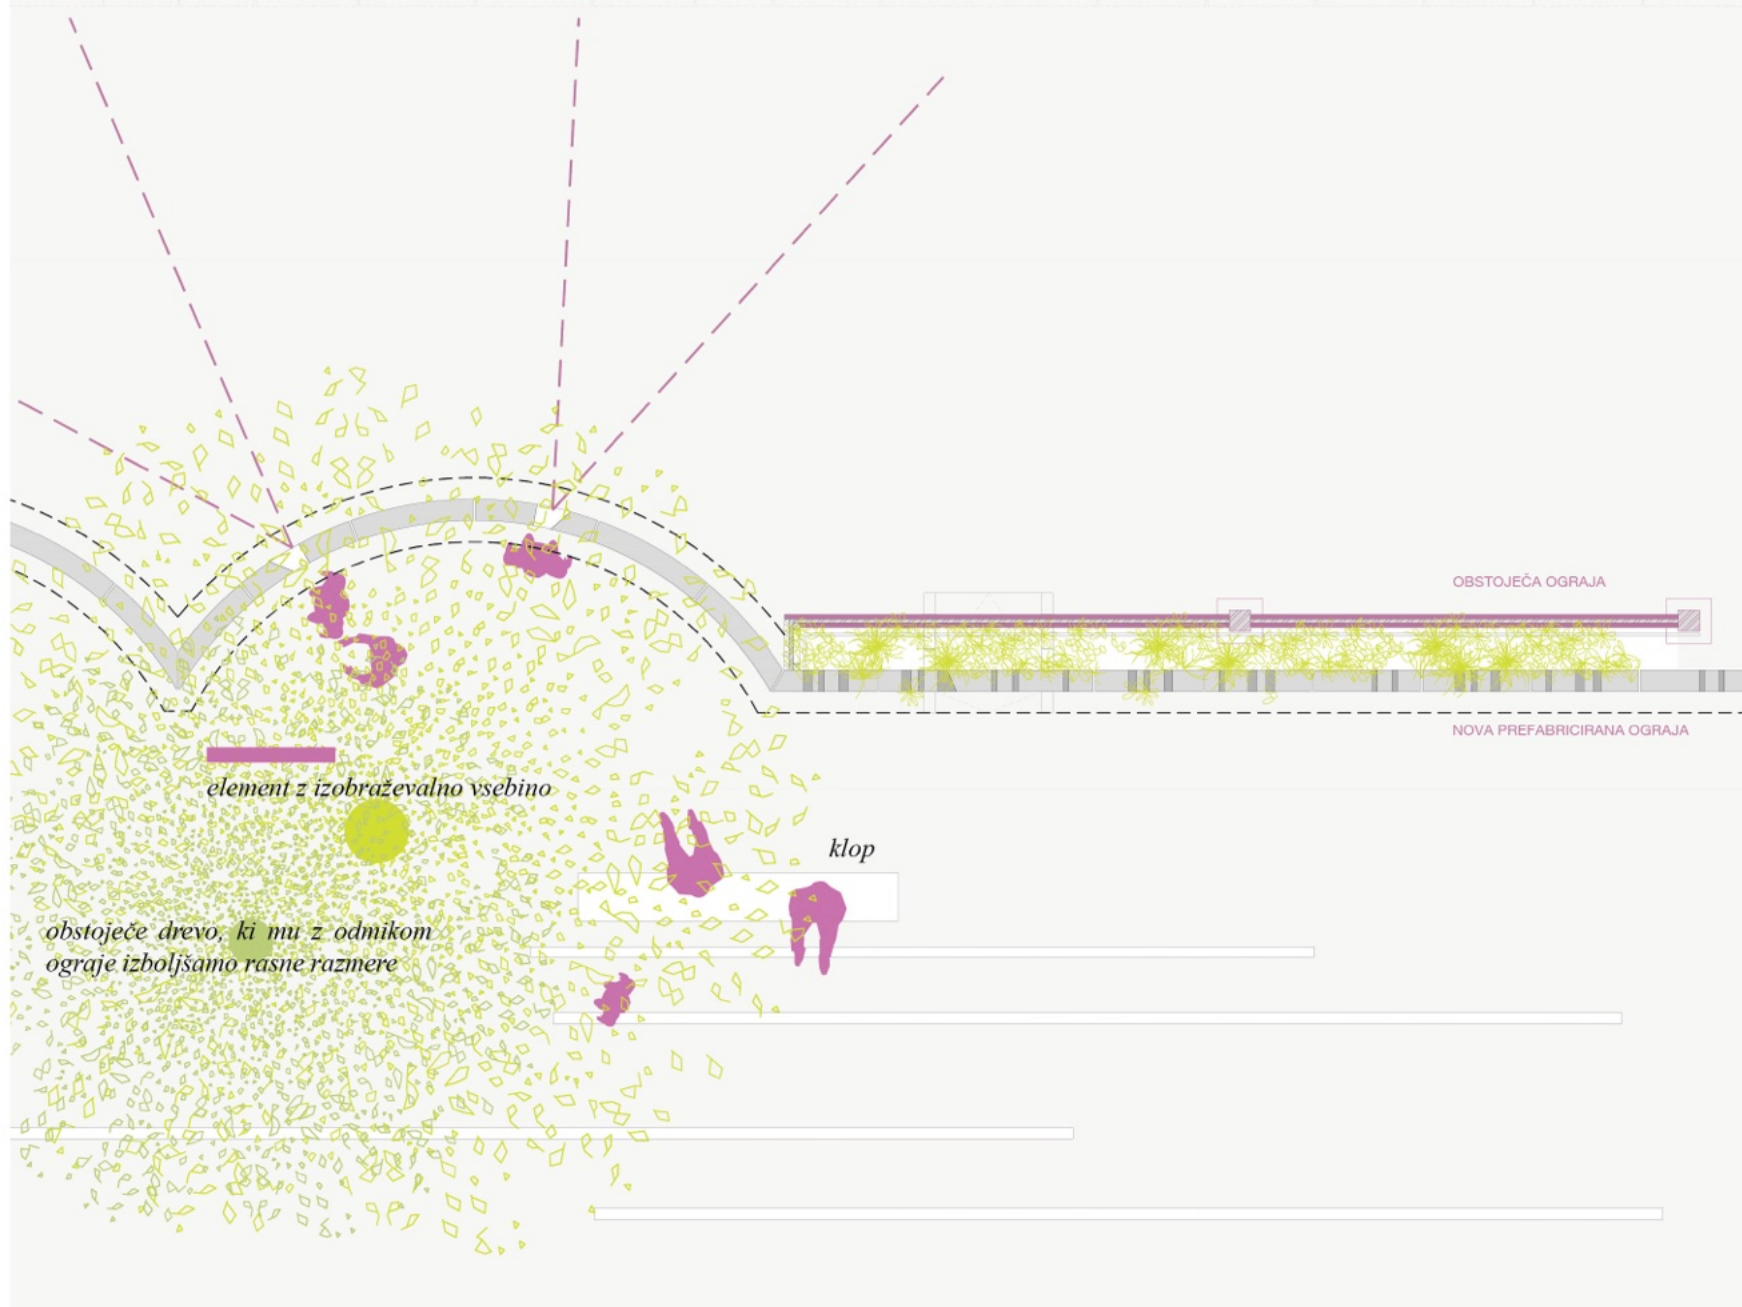 OBSTOJEČA OGRAJA
NOVA PREFABRICIRANA OGRAJA
element z izobraževalno vsebino
klop
obstoječe drevo, ki mu z odmikom
ograje izboljšamo rasne razmere